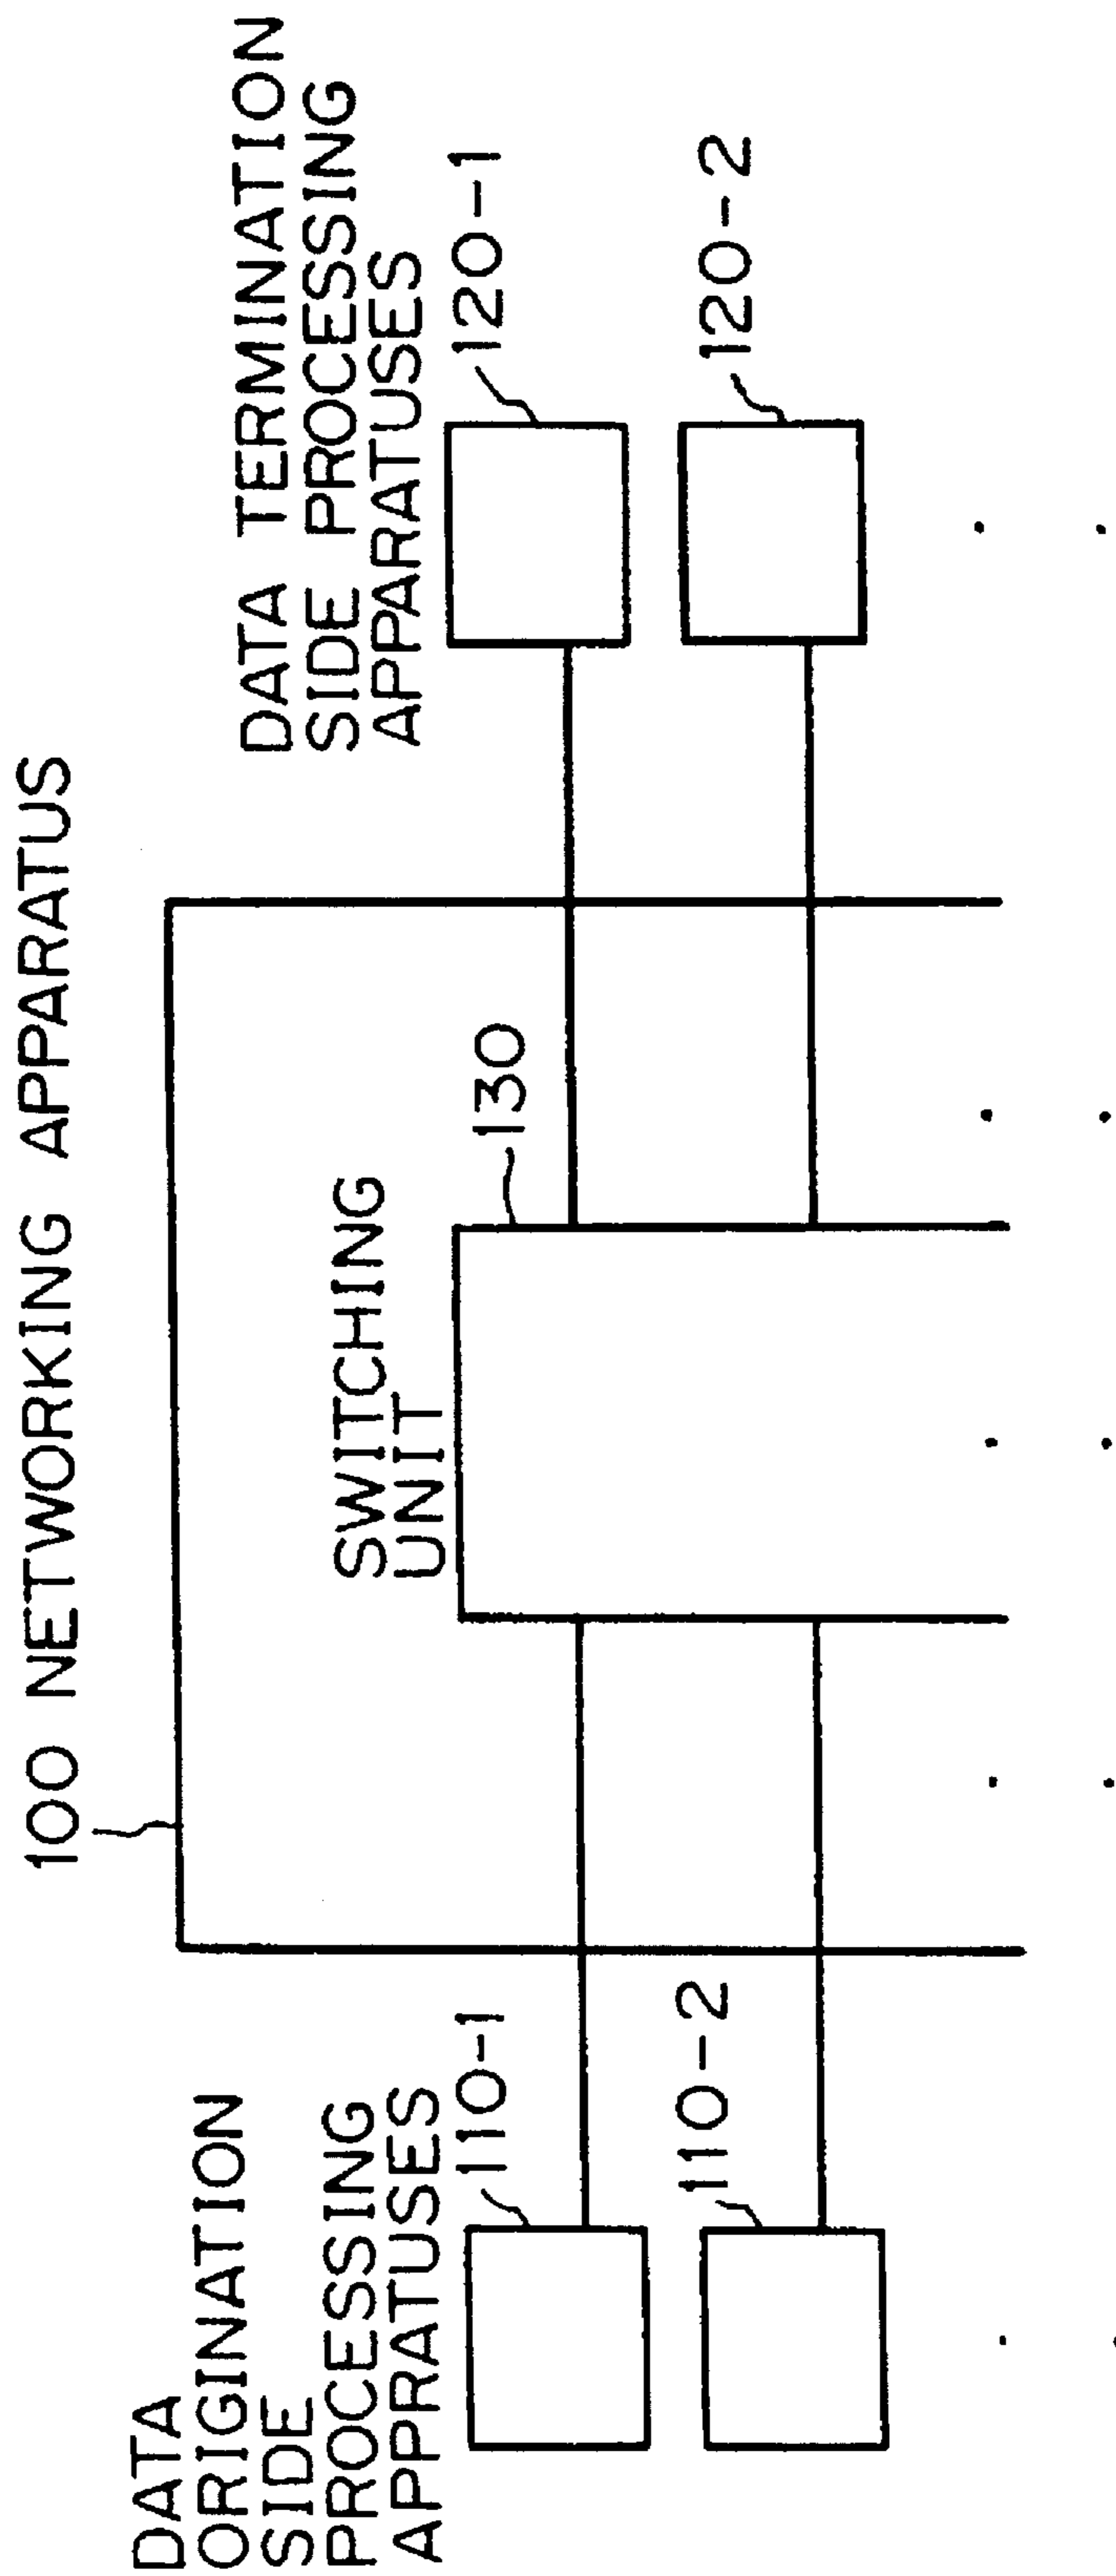 100 NETWORKING APPARATUS
DATA
ORIGINATION
SIDE
PROCESSING
APPRATUSES
110-1
110-2
SWITCHING
UNIT
130
DATA TERMINATION
SIDE PROCESSING
APPARATUSES
120-1
120-2